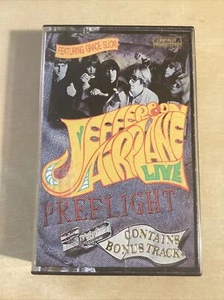 FEATURING GRACE SLICK!
JEFFERSON
AIRPLANE
LIVE
PREFLIGHT
CONTAINS
BONUS TRACK